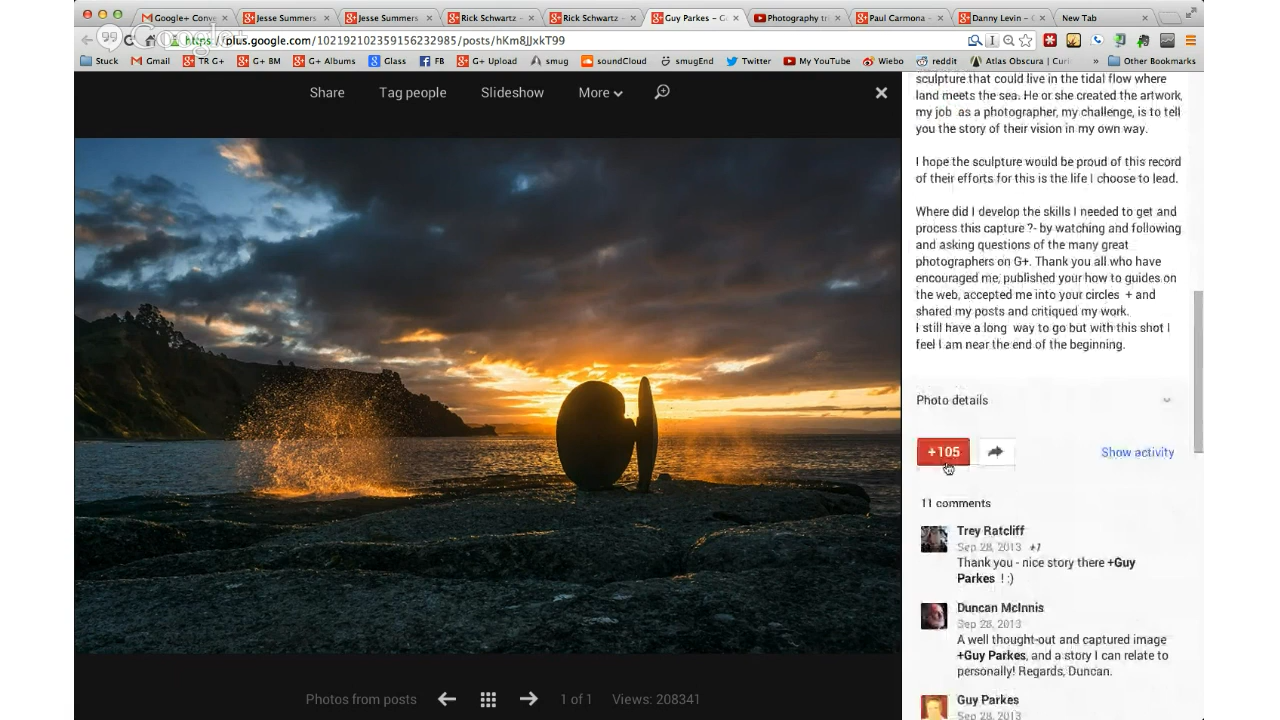 Google+ Conve
Jesse Summers
Jesse Summers
Rick Schwartz -
Rick Schwartz -
Guy Parkes – G
Photography tr
Paul Carmona –
Danny Levin – C
New Tab
Google+
https://plus.google.com/102192102359156232985/posts/hKm8JJxkT99
Stuck
Gmail
TR G+
G+ BM
G+ Albums
Glass
FB
G+ Upload
smug
soundCloud
smugEnd
Twitter
My YouTube
Wiebo
reddit
Atlas Obscura | Curi
»
Other Bookmarks
Share
Tag people
Slideshow
More
sculpture that could live in the tidal flow where
land meets the sea. He or she created the artwork,
my job as a photographer, my challenge, is to tell
you the story of their vision in my own way.
I hope the sculpture would be proud of this record
of their efforts for this is the life I choose to lead.
Where did I develop the skills I needed to get and
process this capture ?- by watching and following
and asking questions of the many great
photographers on G+. Thank you all who have
encouraged me, published your how to guides on
the web, accepted me into your circles + and
shared my posts and critiqued my work.
I still have a long way to go but with this shot I
feel I am near the end of the beginning.
Photo details
+105
Show activity
11 comments
Trey Ratcliff
Sep 28, 2013 +1
Thank you - nice story there +Guy
Parkes ! :)
Duncan McInnis
Sep 28, 2013
A well thought-out and captured image
+Guy Parkes, and a story I can relate to
personally! Regards, Duncan.
Guy Parkes
Sep 28, 2013
Photos from posts
1 of 1
Views: 208341